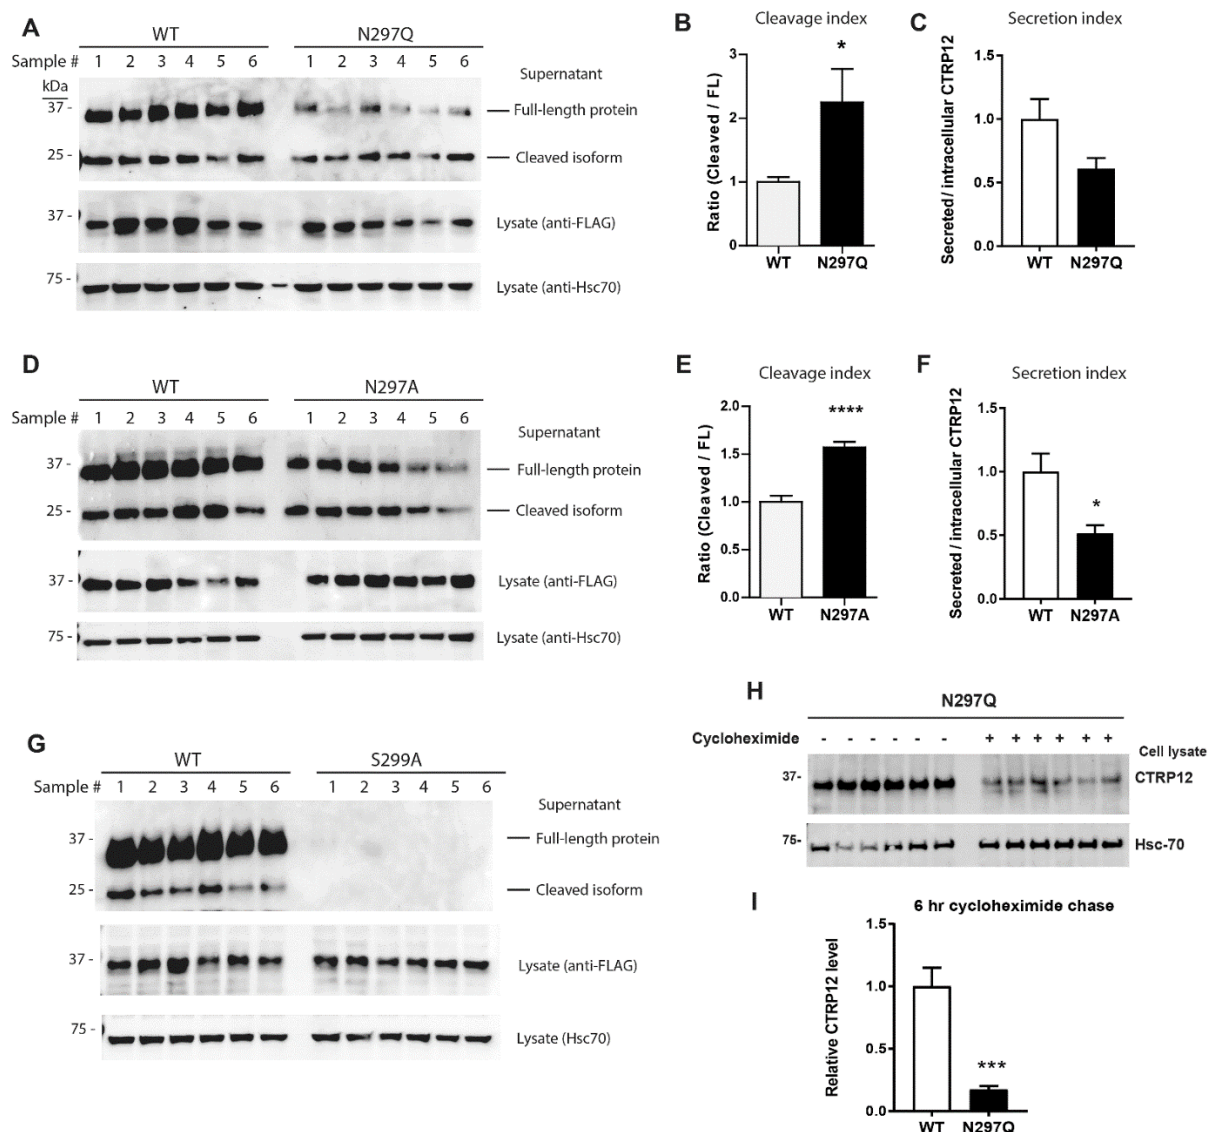 A
WT N297Q
Sample # 1 2 3 4 5 6 1 2 3 4 5 6
kDa
Supernatant
37 - Full-length protein
25 - Cleaved isoform
37 - Lysate (anti-FLAG)
75 - Lysate (anti-Hsc70)
B
Cleavage index
Ratio (Cleaved / FL)
3
2
1
0
*
WT N297Q
C
Secretion index
Secreted / intracellular CTRP12
1.5
1.0
0.5
0.0
WT N297Q
D
WT N297A
Sample # 1 2 3 4 5 6 1 2 3 4 5 6
Supernatant
37 - Full-length protein
25 - Cleaved isoform
37 - Lysate (anti-FLAG)
75 - Lysate (anti-Hsc70)
E
Cleavage index
Ratio (Cleaved / FL)
2.0
1.5
1.0
0.5
0.0
****
WT N297A
F
Secretion index
Secreted / intracellular CTRP12
1.5
1.0
0.5
0.0
*
WT N297A
G
WT S299A
Sample # 1 2 3 4 5 6 1 2 3 4 5 6
Supernatant
37 - Full-length protein
25 - Cleaved isoform
37 - Lysate (anti-FLAG)
75 - Lysate (Hsc70)
H
N297Q
Cycloheximide - - - - - - + + + + + +
Cell lysate
37- CTRP12
75- Hsc-70
I
6 hr cycloheximide chase
Relative CTRP12 level
1.5
1.0
0.5
0.0
***
WT N297Q